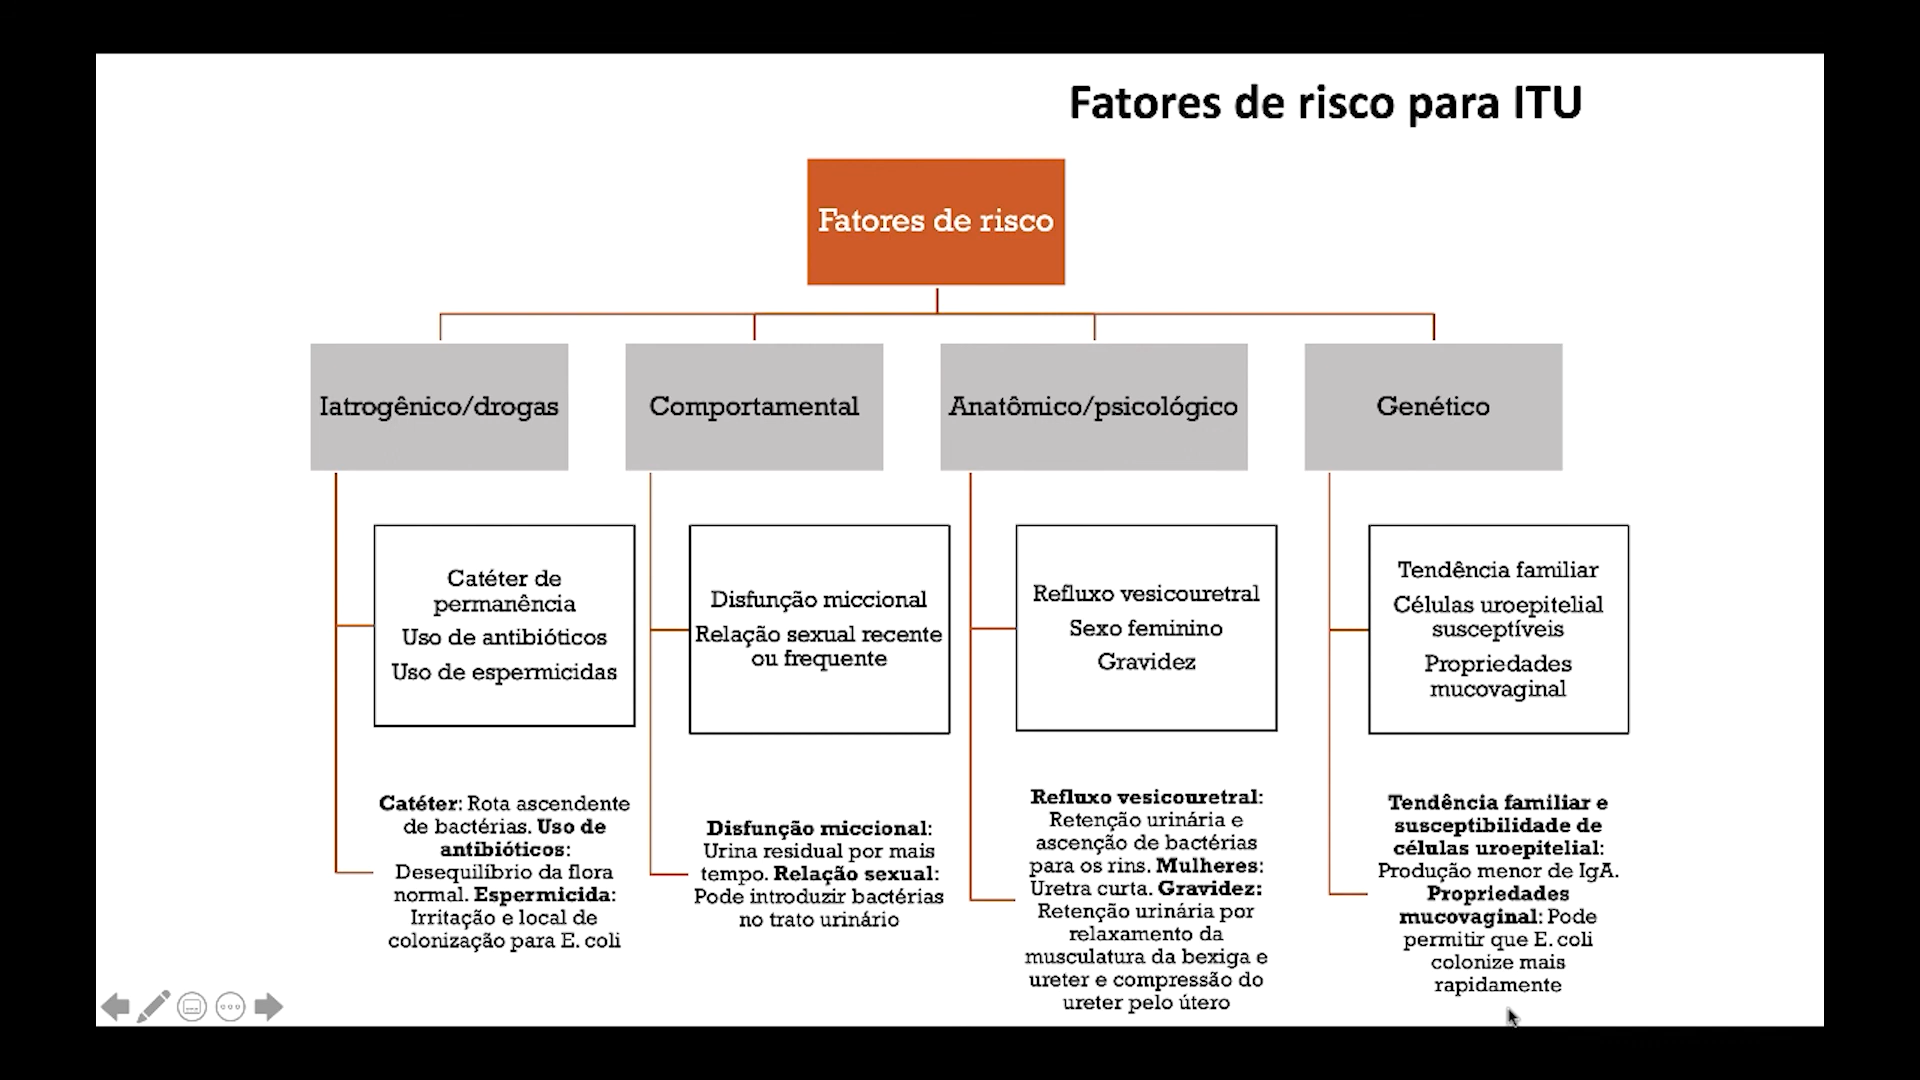 Fatores de risco para ITU
Fatores de risco
Iatrogênico/drogas
Comportamental
Anatômico/psicológico
Genético
Catéter de
permanência
Uso de antibióticos
Uso de espermicidas
Disfunção miccional
Relação sexual recente
ou frequente
Refluxo vesicouretral
Sexo feminino
Gravidez
Tendência familiar
Células uroepitelial
susceptíveis
Propriedades
mucovaginal
Catéter: Rota ascendente
de bactérias. Uso de
antibióticos:
Desequilíbrio da flora
normal. Espermicida:
Irritação e local de
colonização para E. coli
Disfunção miccional:
Urina residual por mais
tempo. Relação sexual:
Pode introduzir bactérias
no trato urinário
Refluxo vesicouretral:
Retenção urinária e
ascenção de bactérias
para os rins. Mulheres:
Uretra curta. Gravidez:
Retenção urinária por
relaxamento da
musculatura da bexiga e
ureter e compressão do
ureter pelo útero
Tendência familiar e
susceptibilidade de
células uroepitelial:
Produção menor de IgA.
Propriedades
mucovaginal: Pode
permitir que E. coli
colonize mais
rapidamente